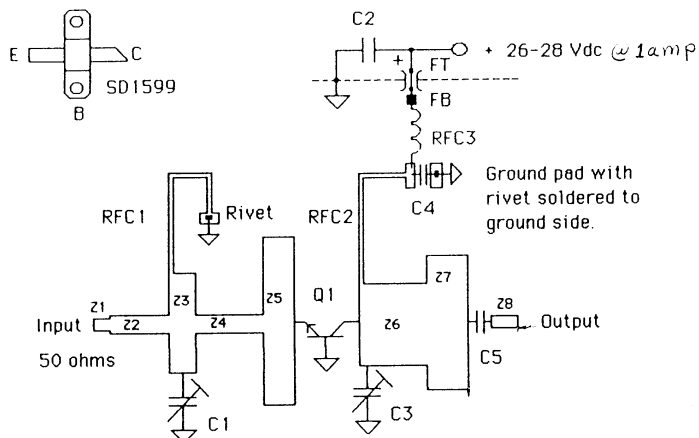 C2
+ 26-28 Vdc @ 1amp
E
C
SD1599
B
+
FT
FB
RFC3
C4
Ground pad with
rivet soldered to
ground side.
RFC1
Rivet
RFC2
Z1
Z2
Z3
Z4
Z5
Q1
Z6
Z7
Z8
Input
50 ohms
Output
C5
C1
C3